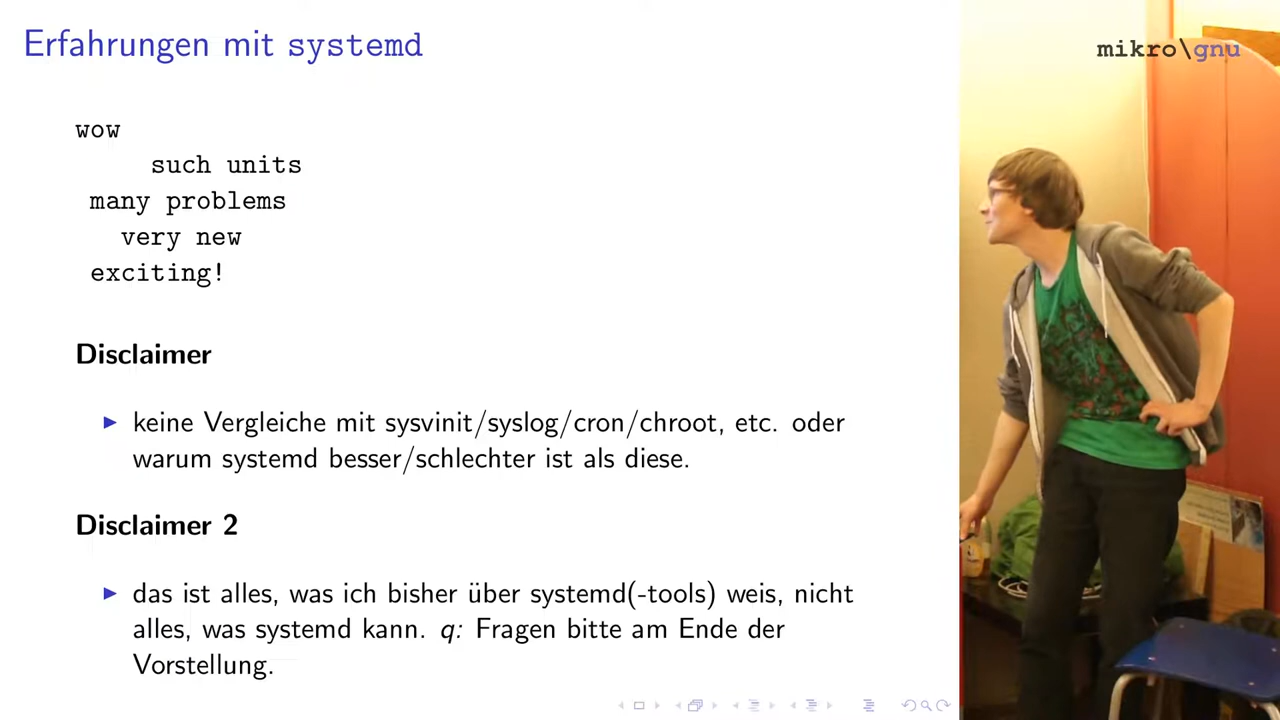 Erfahrungen mit systemd
mikro\gnu
wow
such units
many problems
very new
exciting!
Disclaimer
keine Vergleiche mit sysvinit/syslog/cron/chroot, etc. oder
warum systemd besser/schlechter ist als diese.
Disclaimer 2
das ist alles, was ich bisher über systemd(-tools) weis, nicht
alles, was systemd kann. q: Fragen bitte am Ende der
Vorstellung.